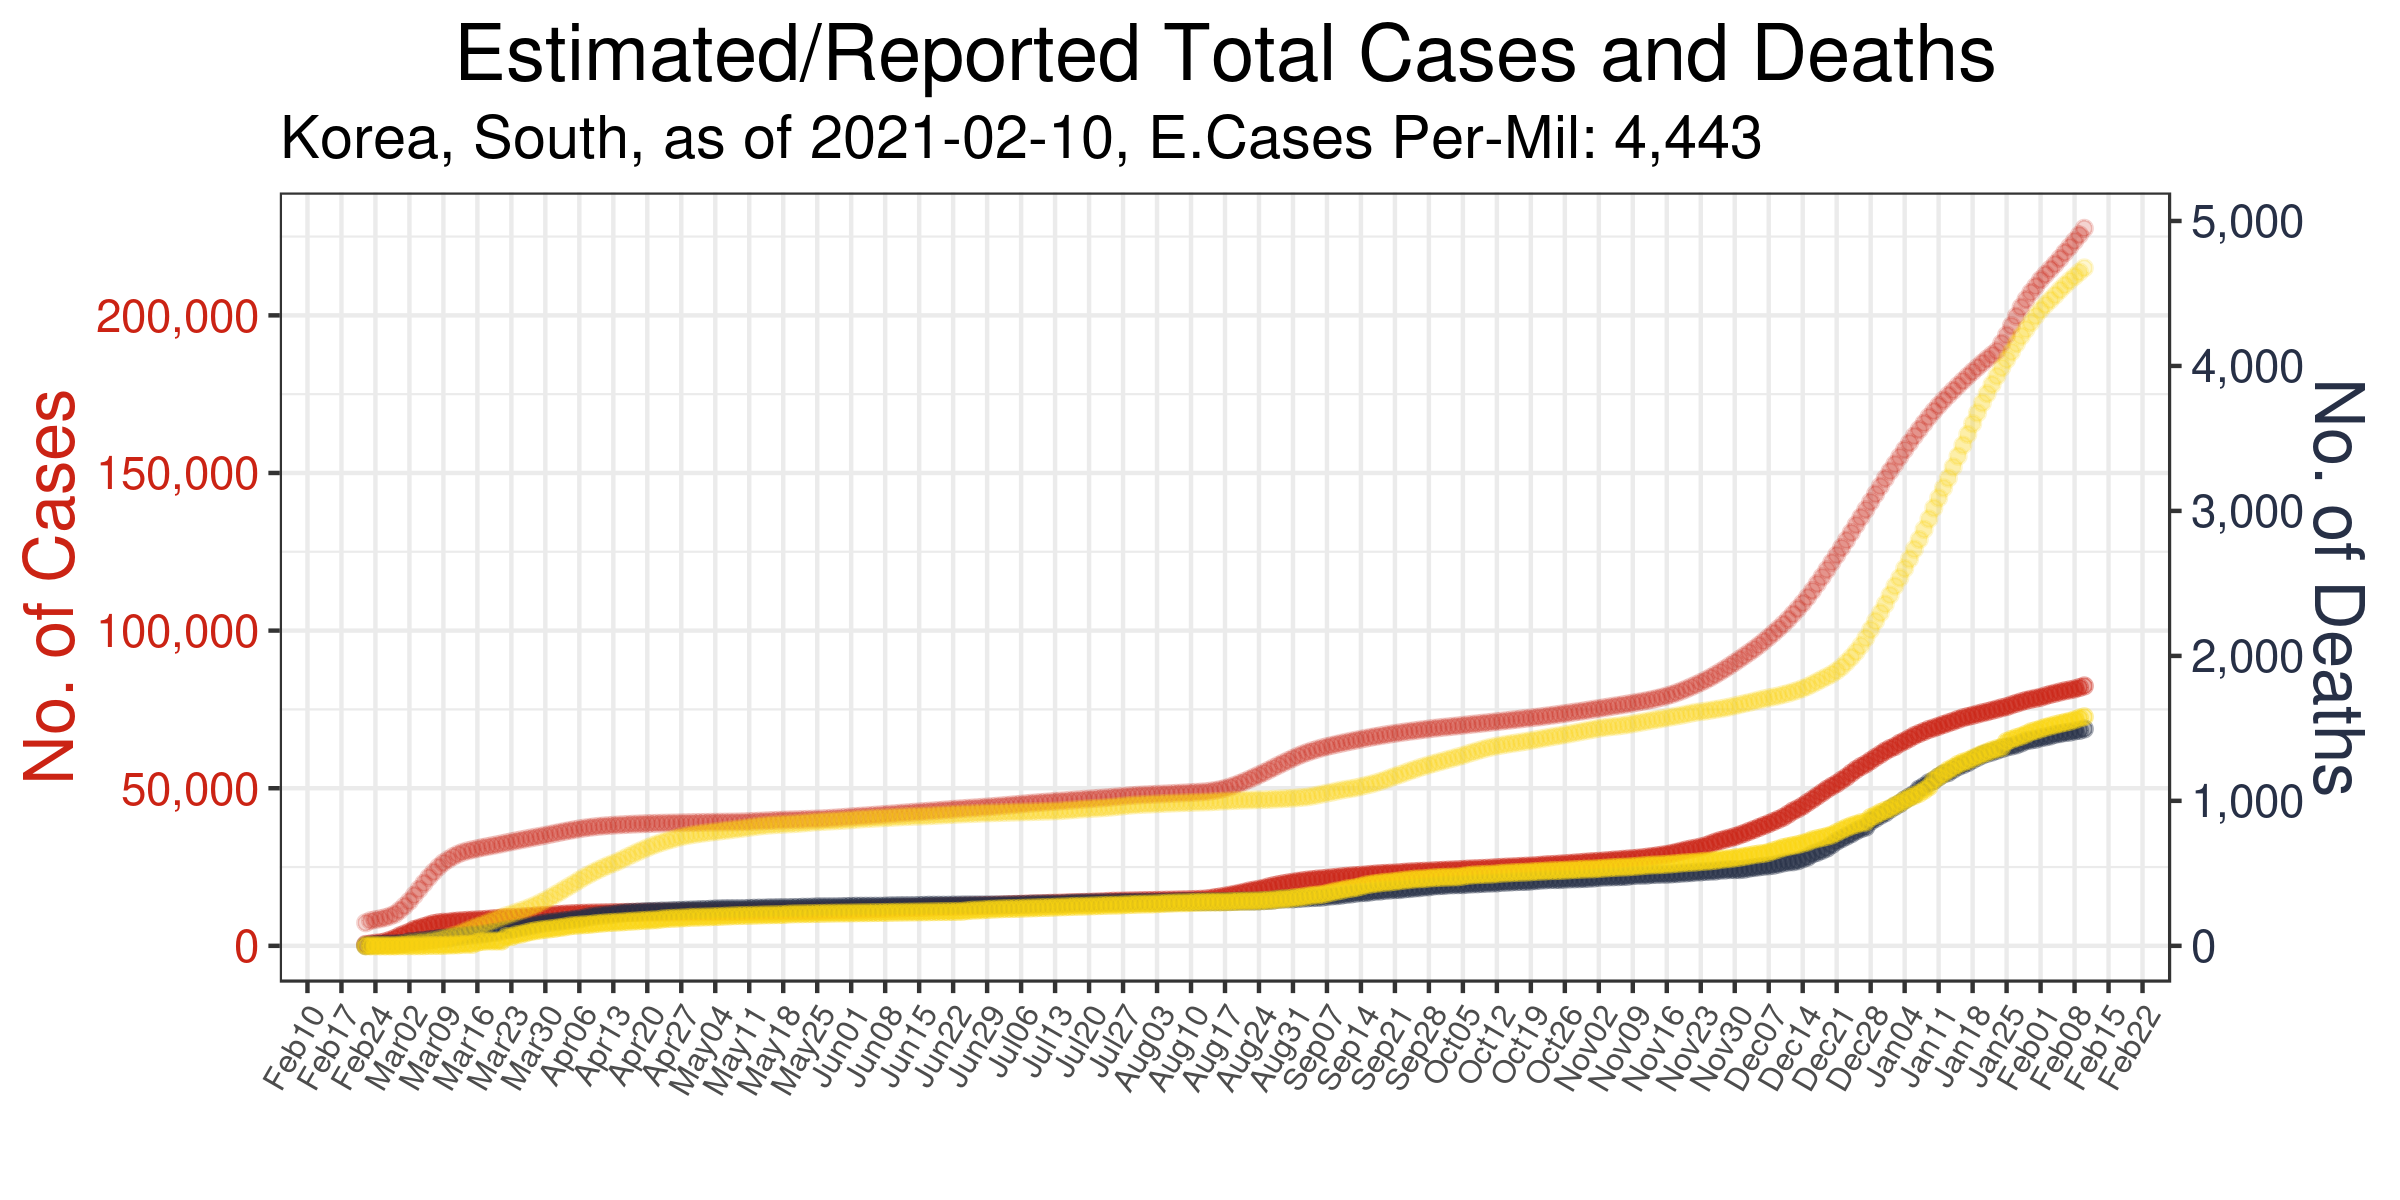 Estimated/Reported Total Cases and Deaths
Korea, South, as of 2021-02-10, E.Cases Per-Mil: 4,443
No. of Cases
200,000
150,000
100,000
50,000
0
5,000
4,000
3,000
2,000
1,000
0
No. of Deaths
Feb10
Feb17
Feb24
Mar02
Mar09
Mar16
Mar23
Mar30
Apr06
Apr13
Apr20
Apr27
May04
May11
May18
May25
Jun01
Jun08
Jun15
Jun22
Jun29
Jul06
Jul13
Jul20
Jul27
Aug03
Aug10
Aug17
Aug24
Aug31
Sep07
Sep14
Sep21
Sep28
Oct05
Oct12
Oct19
Oct26
Nov02
Nov09
Nov16
Nov23
Nov30
Dec07
Dec14
Dec21
Dec28
Jan04
Jan11
Jan18
Jan25
Feb01
Feb08
Feb15
Feb22